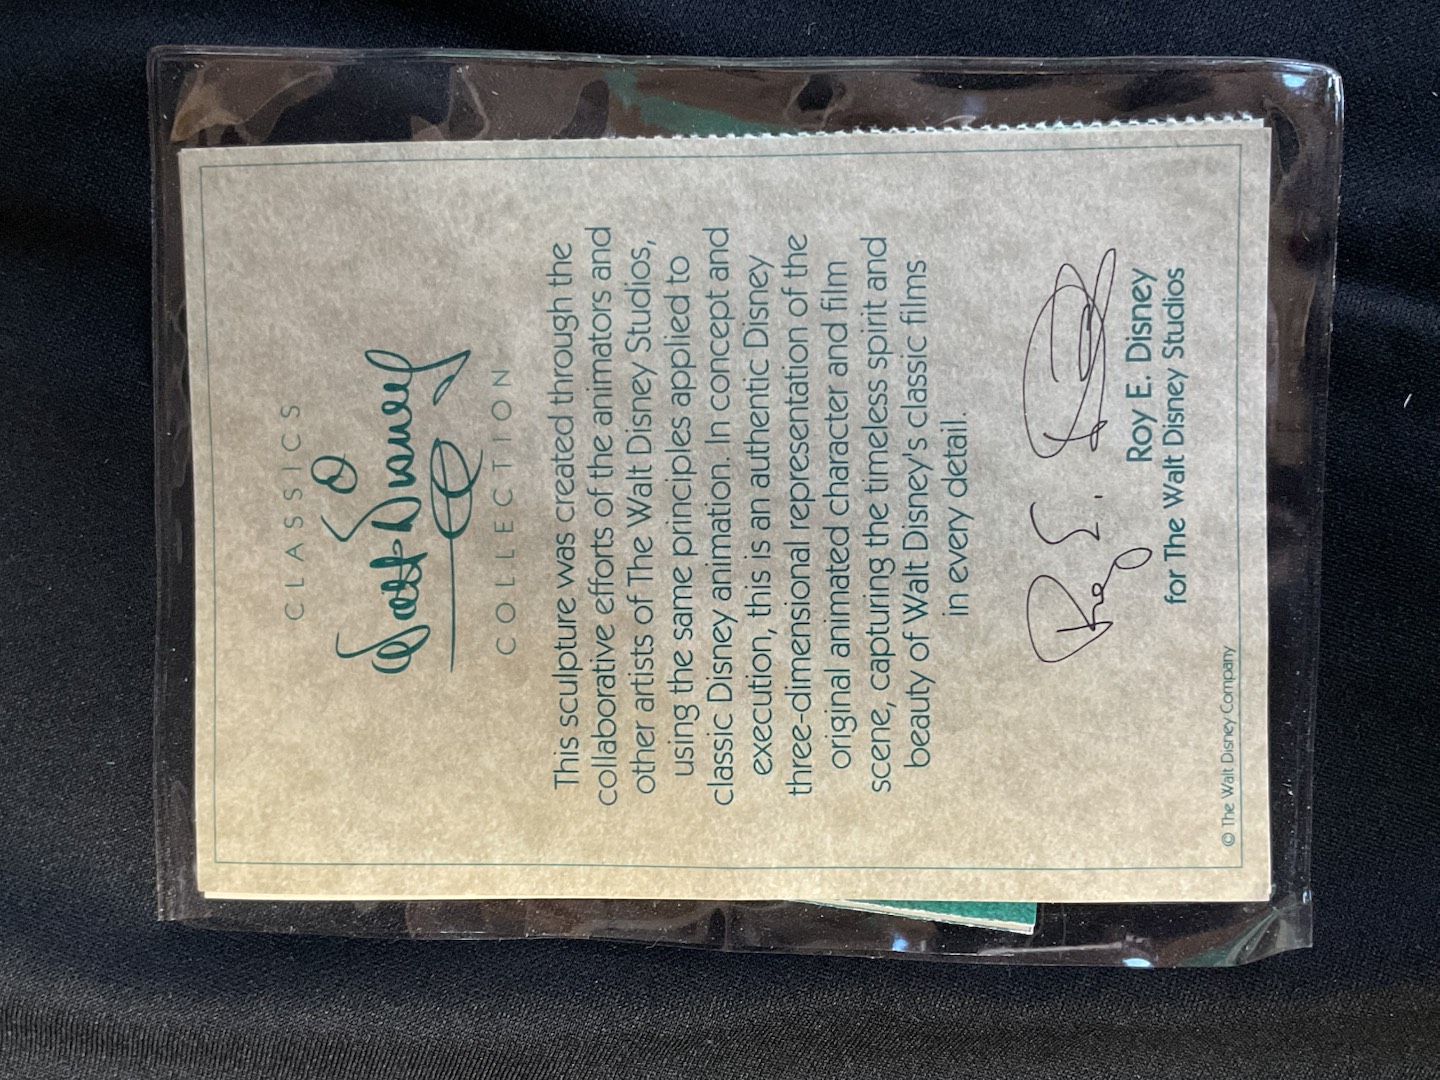 CLASSICS
Walt Disney
COLLECTION
This sculpture was created through the
collaborative efforts of the animators and
other artists of The Walt Disney Studios,
using the same principles applied to
classic Disney animation. In concept and
execution, this is an authentic Disney
three-dimensional representation of the
original animated character and film
scene, capturing the timeless spirit and
beauty of Walt Disney's classic films
in every detail.
Roy E. Disney
Roy E. Disney
for The Walt Disney Studios
© The Walt Disney Company